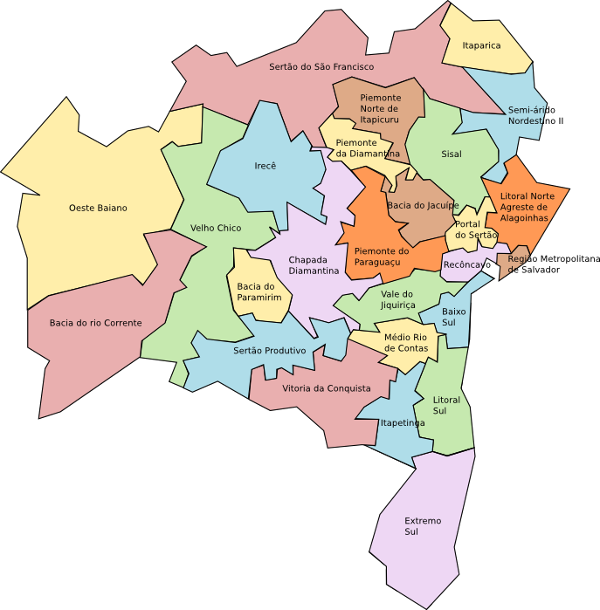 Itaparica
Sertão do São Francisco
Piemonte
Norte de
Itapicuru
Semi-árido
Nordestino II
Piemonte
da Diamantina
Sisal
Irecê
Litoral Norte
Agreste de
Alagoinhas
Oeste Baiano
Bacia do Jacuípe
Velho Chico
Portal
do Sertão
Piemonte do
Paraguaçu
Chapada
Diamantina
Recôncavo
Região Metropolitana
de Salvador
Bacia do
Paramirim
Vale do
Jiquiriça
Baixo
Sul
Bacia do rio Corrente
Médio Rio
de Contas
Sertão Produtivo
Vitoria da Conquista
Litoral
Sul
Itapetinga
Extremo
Sul